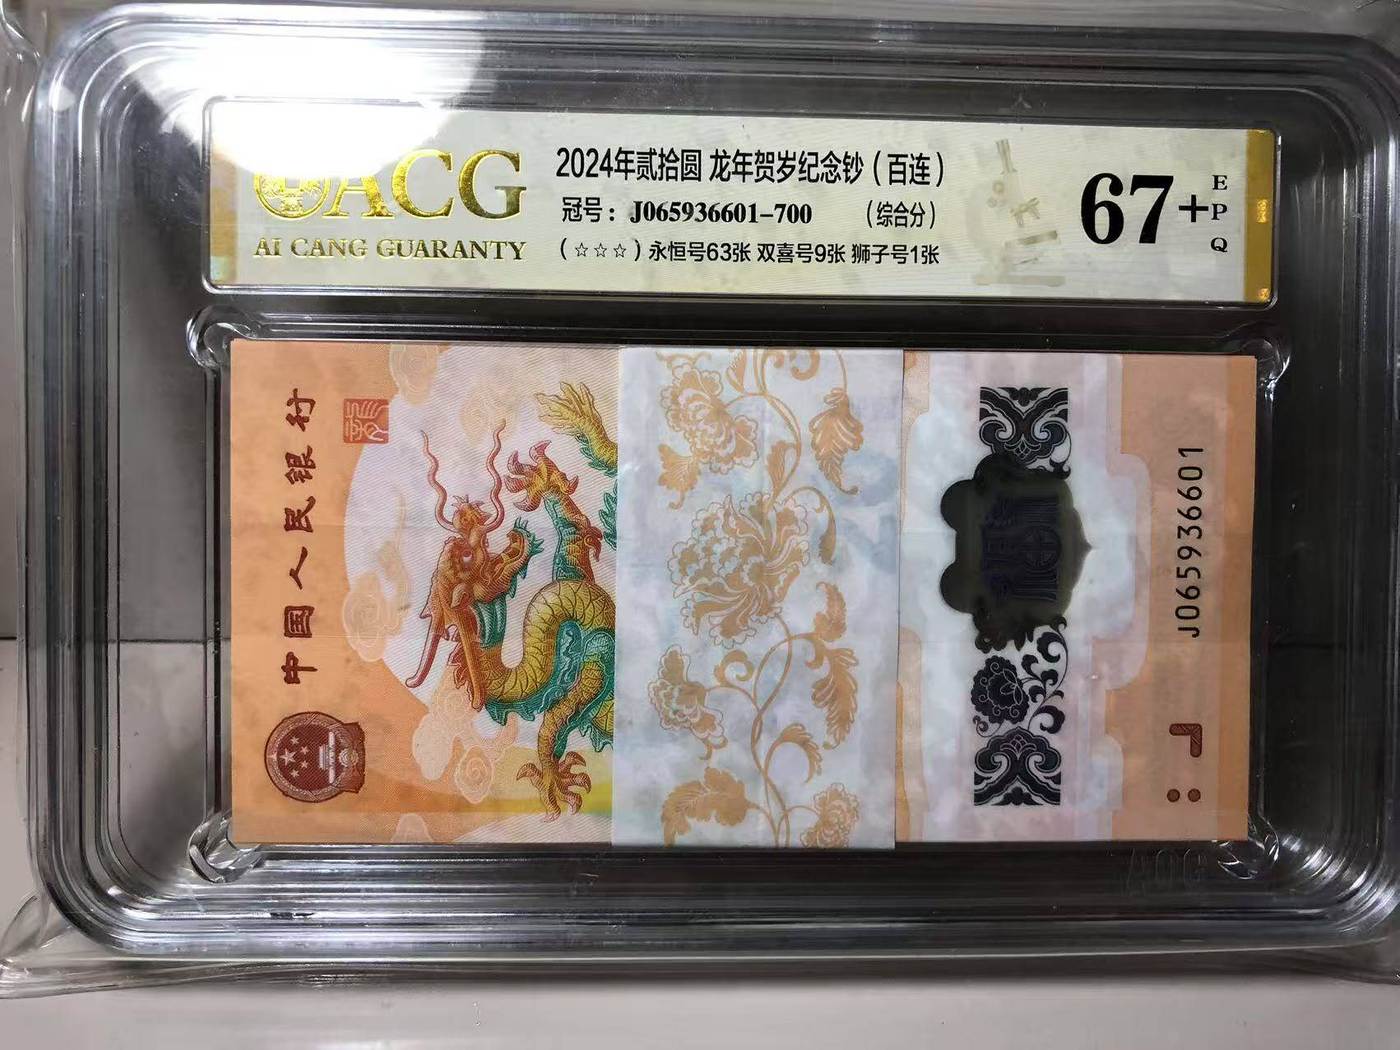 ACG
AI CANG GUARANTY
2024年贰拾圆 龙年贺岁纪念钞（百连）
冠号：J065936601-700 （综合分）
（☆☆☆）永恒号63张 双喜号9张 狮子号1张
67+
EPQ
中国人民银行
J065936601
ACG